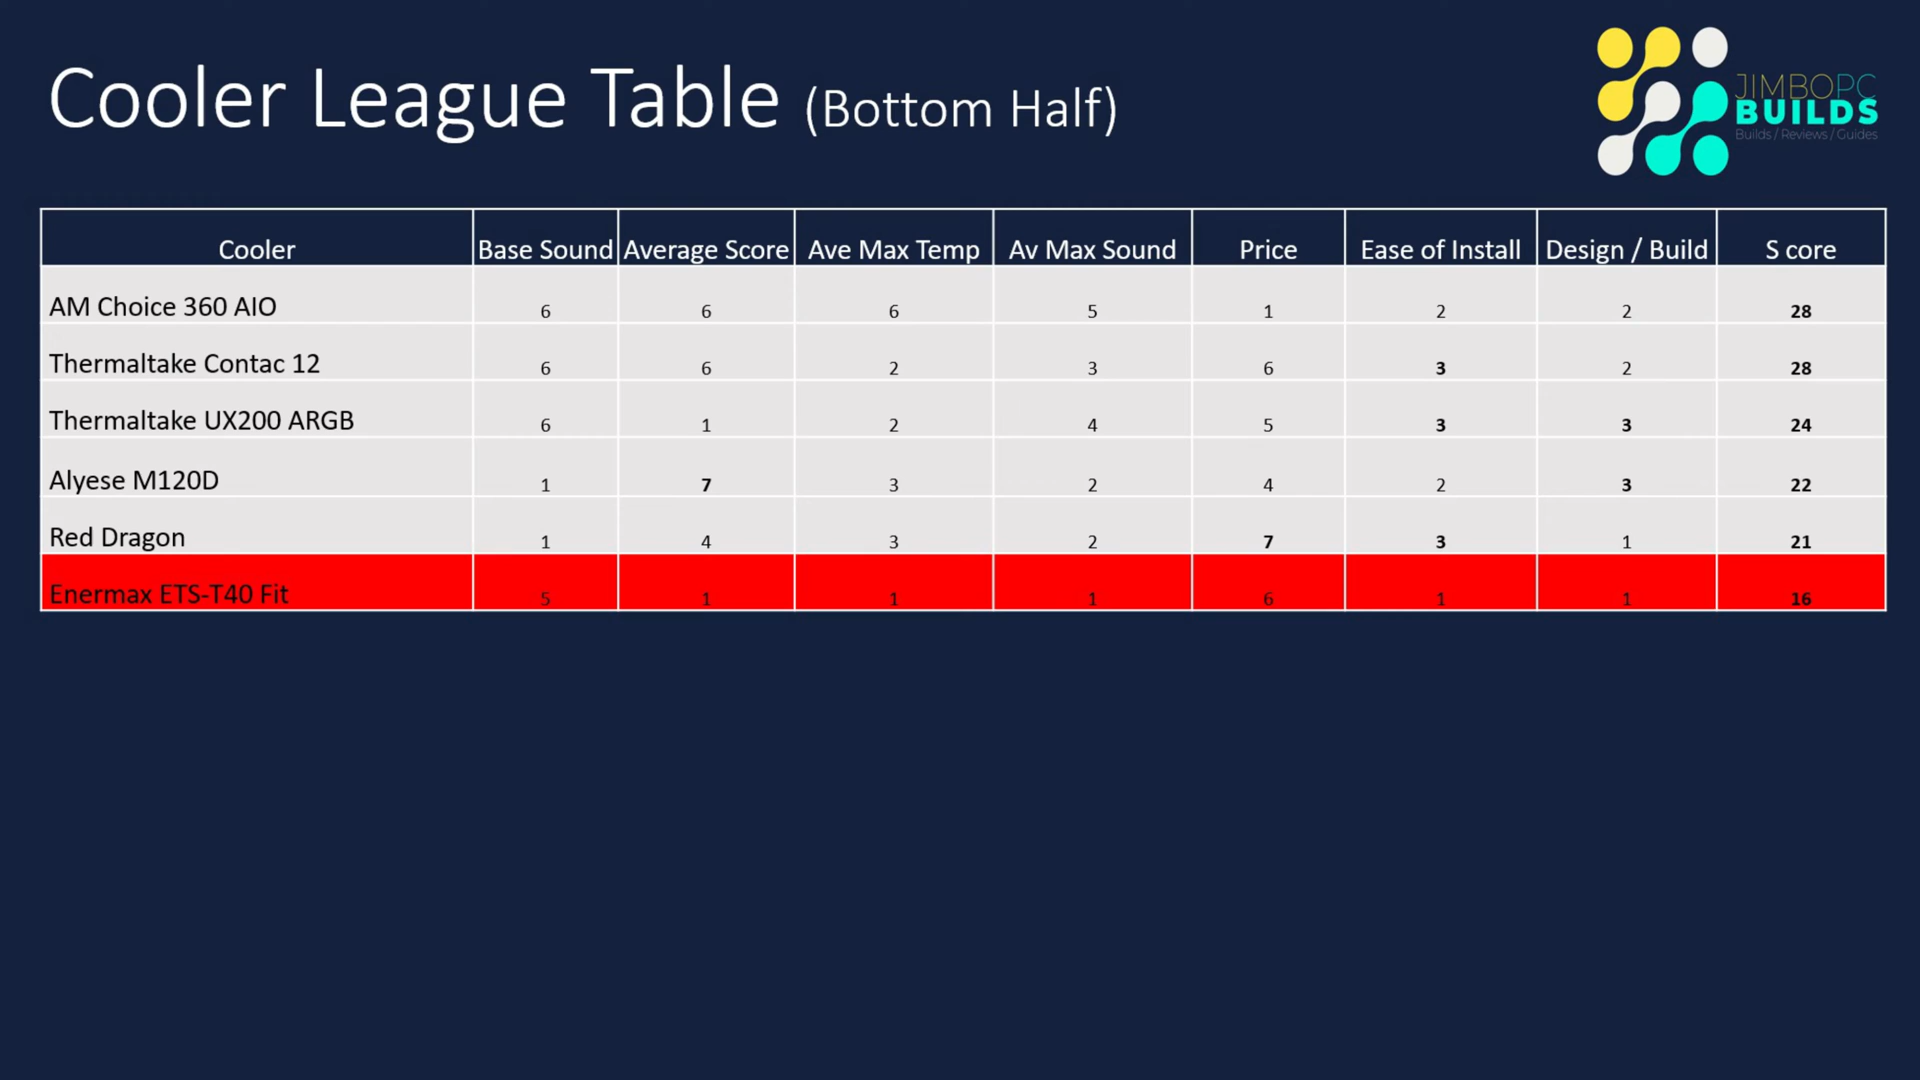 Cooler League Table (Bottom Half)
JIMBOPC
BUILDS
Builds / Reviews / Guides
Cooler Base Sound Average Score Ave Max Temp Av Max Sound Price Ease of Install Design / Build S core
AM Choice 360 AIO 6 6 6 5 1 2 2 28
Thermaltake Contac 12 6 6 2 3 6 3 2 28
Thermaltake UX200 ARGB 6 1 2 4 5 3 3 24
Alyese M120D 1 7 3 2 4 2 3 22
Red Dragon 1 4 3 2 7 3 1 21
Enermax ETS-T40 Fit 5 1 1 1 6 1 1 16